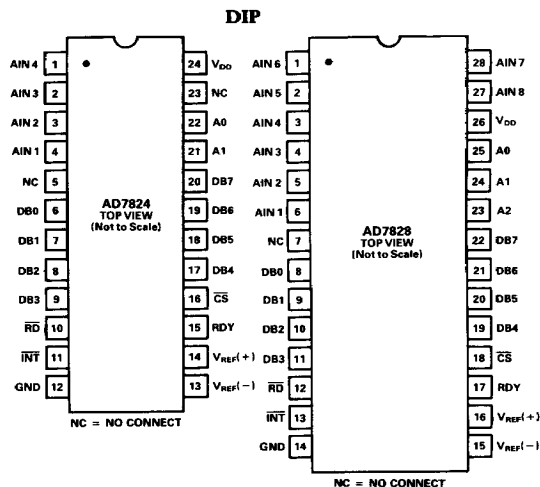 DIP
AIN 4 1 24 VDD
AIN 3 2 23 NC
AIN 2 3 22 A0
AIN 1 4 21 A1
NC 5 20 DB7
DB0 6 19 DB6
DB1 7 18 DB5
DB2 8 17 DB4
DB3 9 16 CS
RD 10 15 RDY
INT 11 14 VREF(+)
GND 12 13 VREF(−)
AD7824
TOP VIEW
(Not to Scale)
NC = NO CONNECT
AIN 6 1 28 AIN 7
AIN 5 2 27 AIN 8
AIN 4 3 26 VDD
AIN 3 4 25 A0
AIN 2 5 24 A1
AIN 1 6 23 A2
NC 7 22 DB7
DB0 8 21 DB6
DB1 9 20 DB5
DB2 10 19 DB4
DB3 11 18 CS
RD 12 17 RDY
INT 13 16 VREF(+)
GND 14 15 VREF(−)
AD7828
TOP VIEW
(Not to Scale)
NC = NO CONNECT